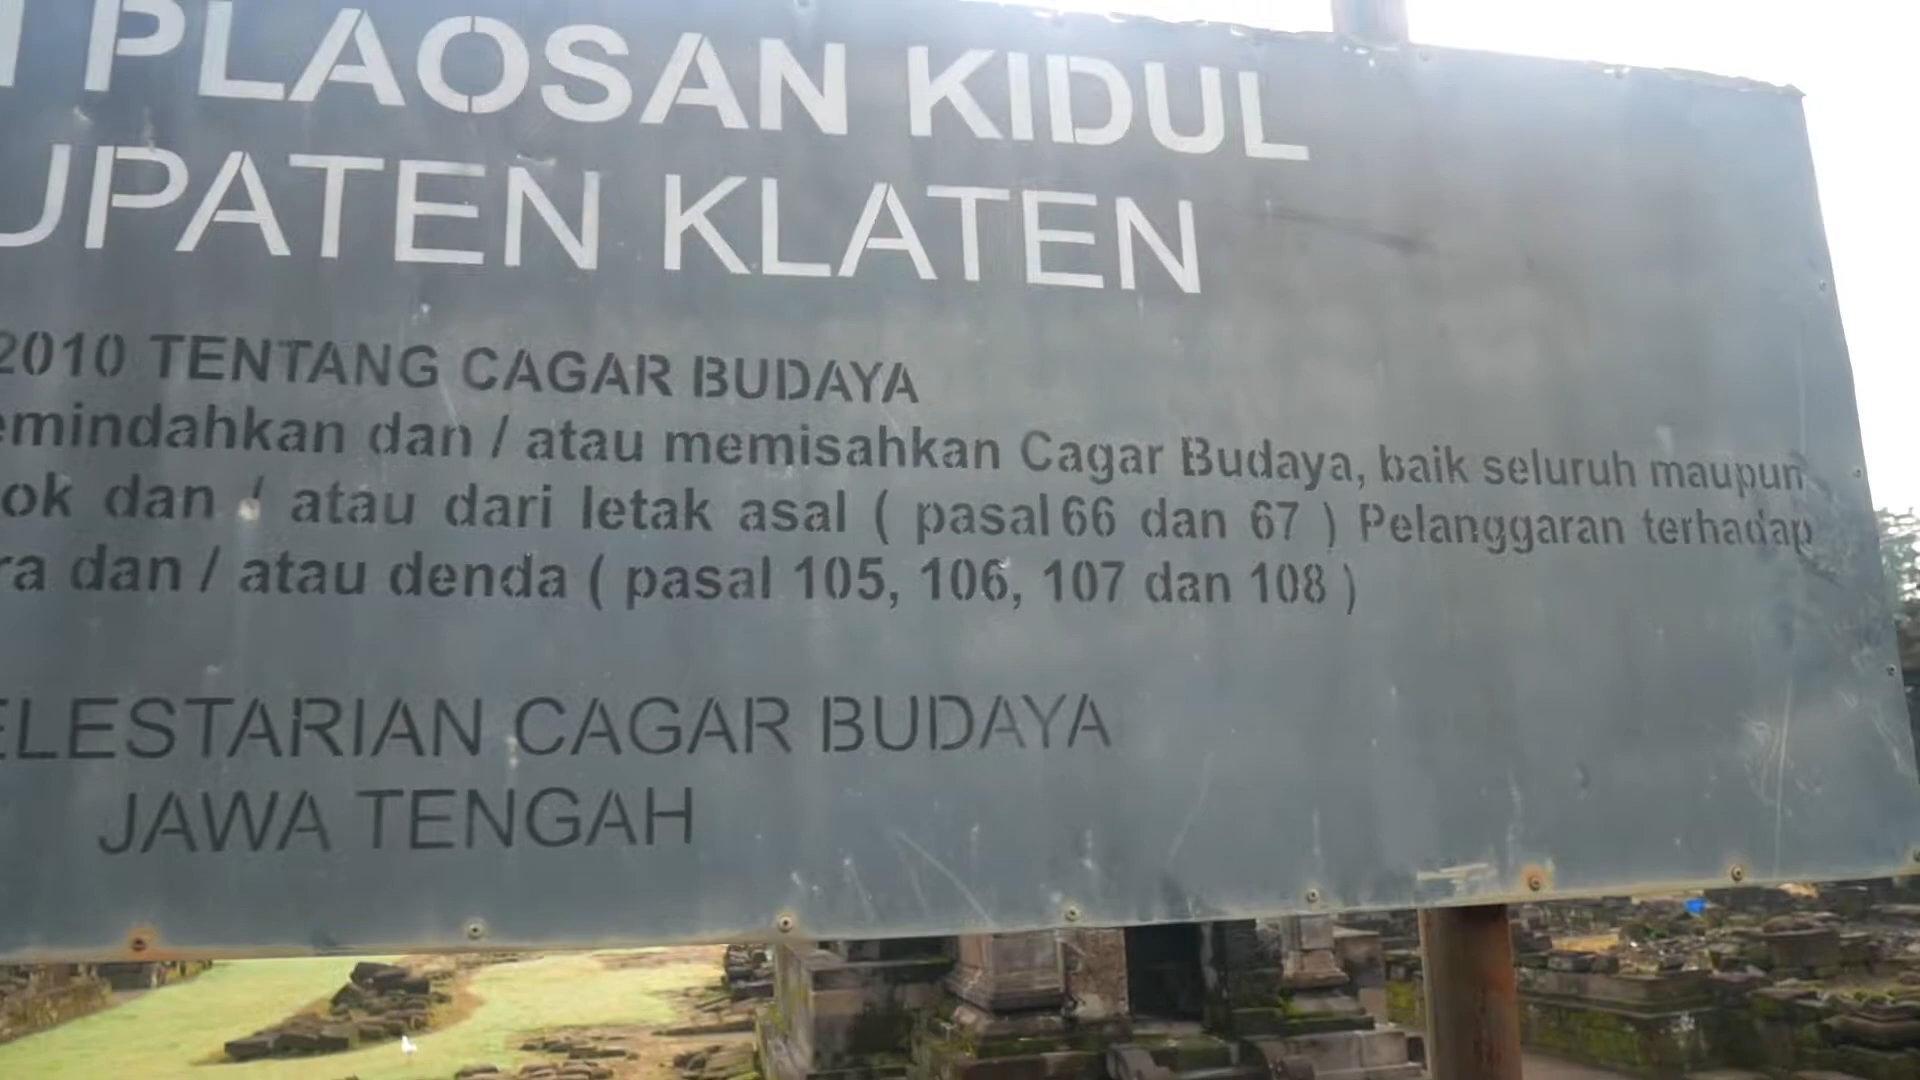 PLAOSAN KIDUL
UPATEN KLATEN
2010 TENTANG CAGAR BUDAYA
emindahkan dan / atau memisahkan Cagar Budaya, baik seluruh maupun
ok dan / atau dari letak asal ( pasal 66 dan 67 ) Pelanggaran terhadap
ra dan / atau denda ( pasal 105, 106, 107 dan 108 )
ELESTARIAN CAGAR BUDAYA
JAWA TENGAH